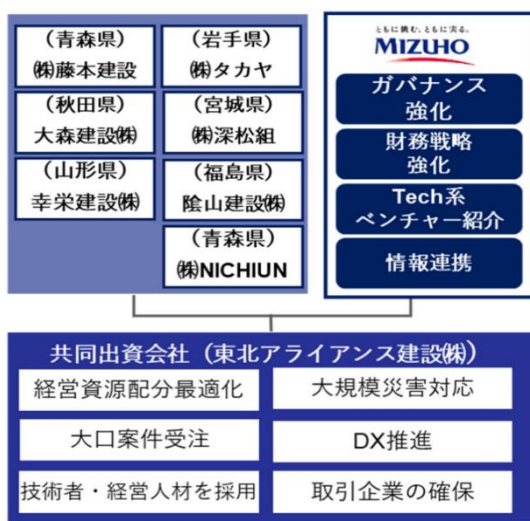 （青森県）
㈱藤本建設
（岩手県）
㈱タカヤ
（秋田県）
大森建設㈱
（宮城県）
㈱深松組
（山形県）
幸栄建設㈱
（福島県）
陰山建設㈱
（青森県）
㈱NICHIUN
ともに挑む。ともに実る。
MIZUHO
ガバナンス
強化
財務戦略
強化
Tech系
ベンチャー紹介
情報連携
共同出資会社（東北アライアンス建設㈱）
経営資源配分最適化
大規模災害対応
大口案件受注
DX推進
技術者・経営人材を採用
取引企業の確保